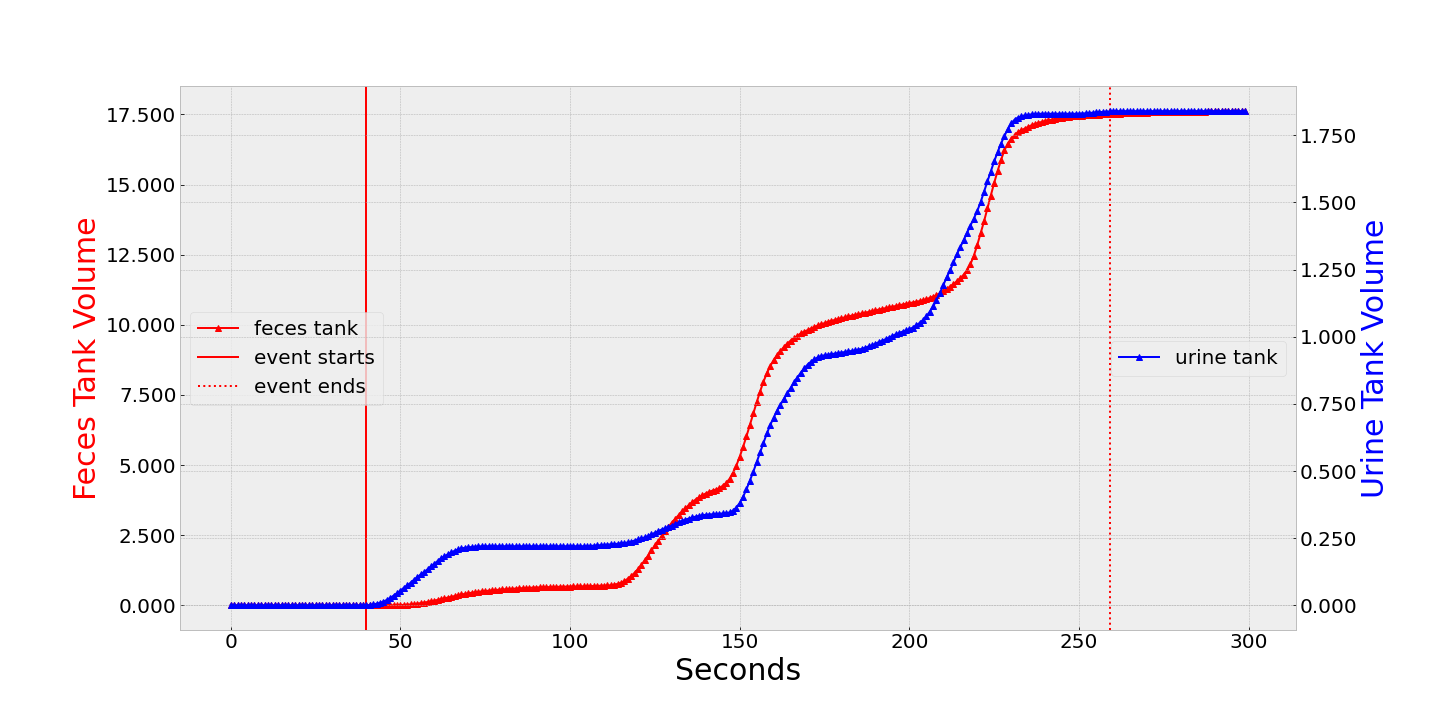 Feces Tank Volume
17.500
15.000
12.500
10.000
7.500
5.000
2.500
0.000
feces tank
event starts
event ends
urine tank
1.750
1.500
1.250
1.000
0.750
0.500
0.250
0.000
Urine Tank Volume
0 50 100 150 200 250 300
Seconds